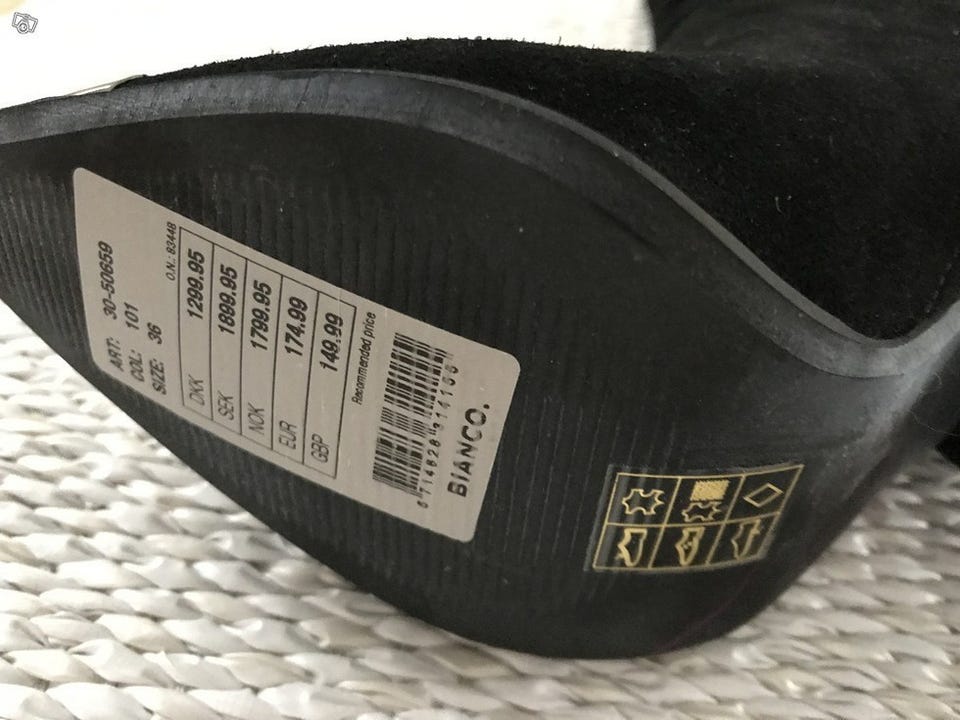 ART: 30-50659
COL: 101
SIZE: 36
O.N.: 83448
DKK 1299.95
SEK 1899.95
NOK 1799.95
EUR 174.99
GBP 149.99
Recommended price
BIANCO.